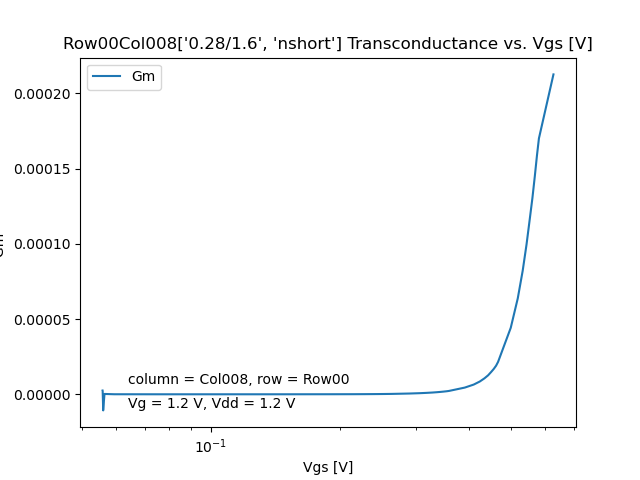 Row00Col008['0.28/1.6', 'nshort'] Transconductance vs. Vgs [V]
Gm
0.00020
0.00015
0.00010
0.00005
0.00000
column = Col008, row = Row00
Vg = 1.2 V, Vdd = 1.2 V
10⁻¹
Vgs [V]